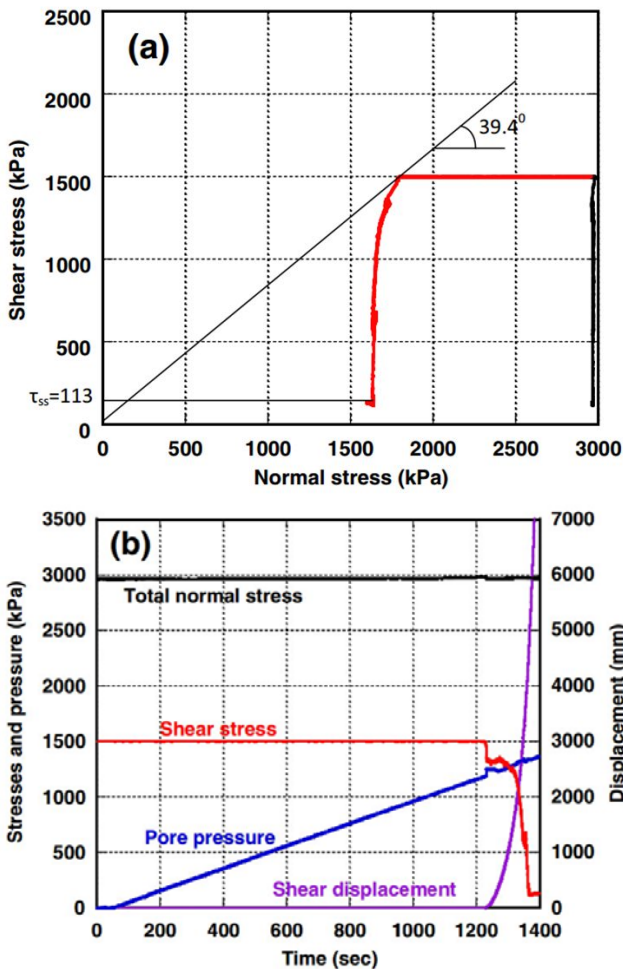 (a)
2500
2000
1500
1000
500
0
Shear stress (kPa)
39.4⁰
τss=113
0 500 1000 1500 2000 2500 3000
Normal stress (kPa)
(b)
3500
3000
2500
2000
1500
1000
500
0
Stresses and pressure (kPa)
7000
6000
5000
4000
3000
2000
1000
0
Displacement (mm)
Total normal stress
Shear stress
Pore pressure
Shear displacement
0 200 400 600 800 1000 1200 1400
Time (sec)